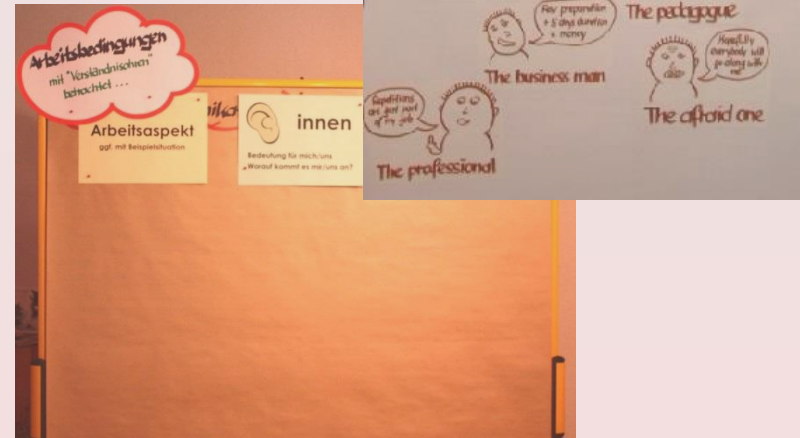 Arbeitsbedingungen
mit "Verständnisohren"
betrachtet ...
Arbeitsaspekt
ggf. mit Beispielsituation
innen
Bedeutung für mich/uns
Worauf kommt es mir/uns an?
Few preparation
+ 5 days duration
= money
The business man
The pedagogue
Hopefully
everybody will
go along with
me!
The afraid one
Repetitions
are just part
of my job
The professional